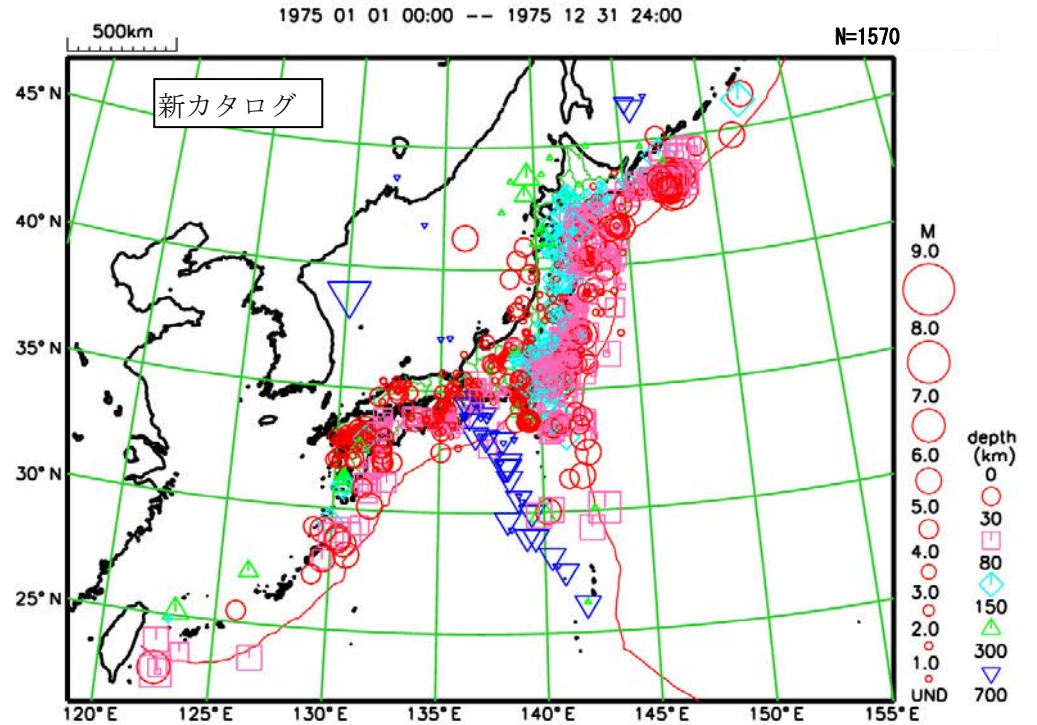 1975 01 01 00:00 -- 1975 12 31 24:00
500km
N=1570
新カタログ
45°N
40°N
35°N
30°N
25°N
120°E
125°E
130°E
135°E
140°E
145°E
150°E
155°E
M
9.0
8.0
7.0
6.0
5.0
4.0
3.0
2.0
1.0
UND
depth
(km)
0
30
80
150
300
700